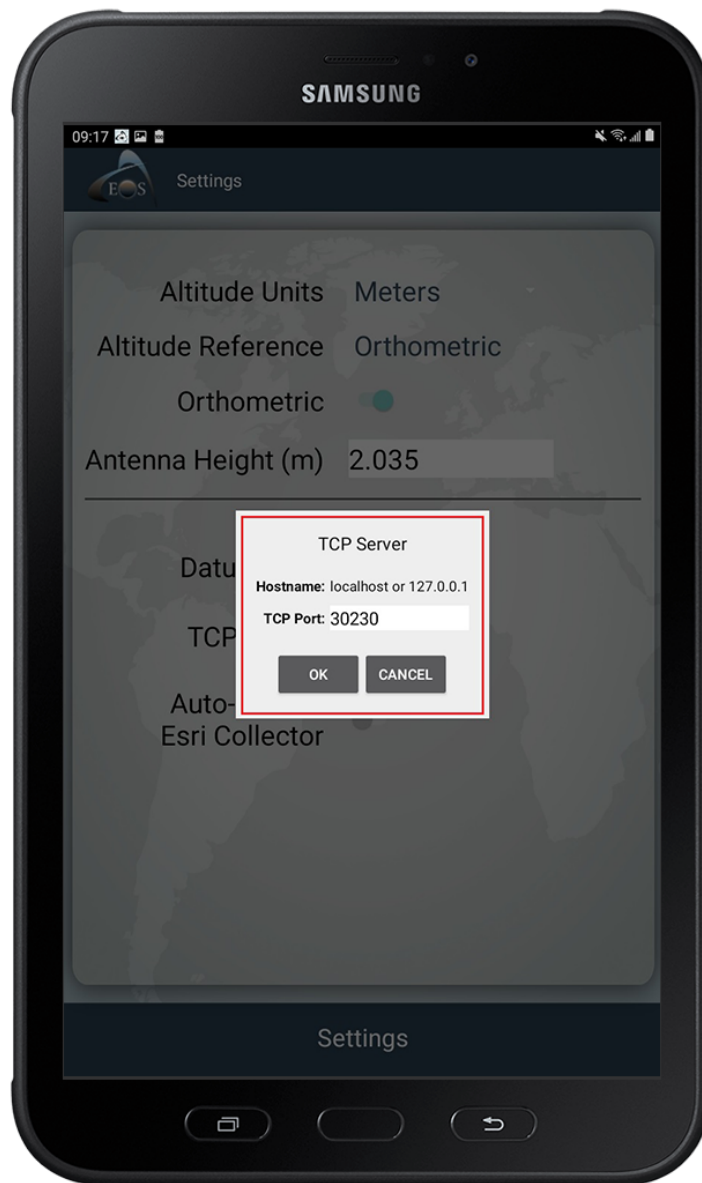 SAMSUNG
09:17
EOS Settings
Altitude Units Meters
Altitude Reference Orthometric
Orthometric
Antenna Height (m) 2.035
TCP Server
Hostname: localhost or 127.0.0.1
TCP Port: 30230
OK CANCEL
Datu
TCP
Auto-
Esri Collector
Settings